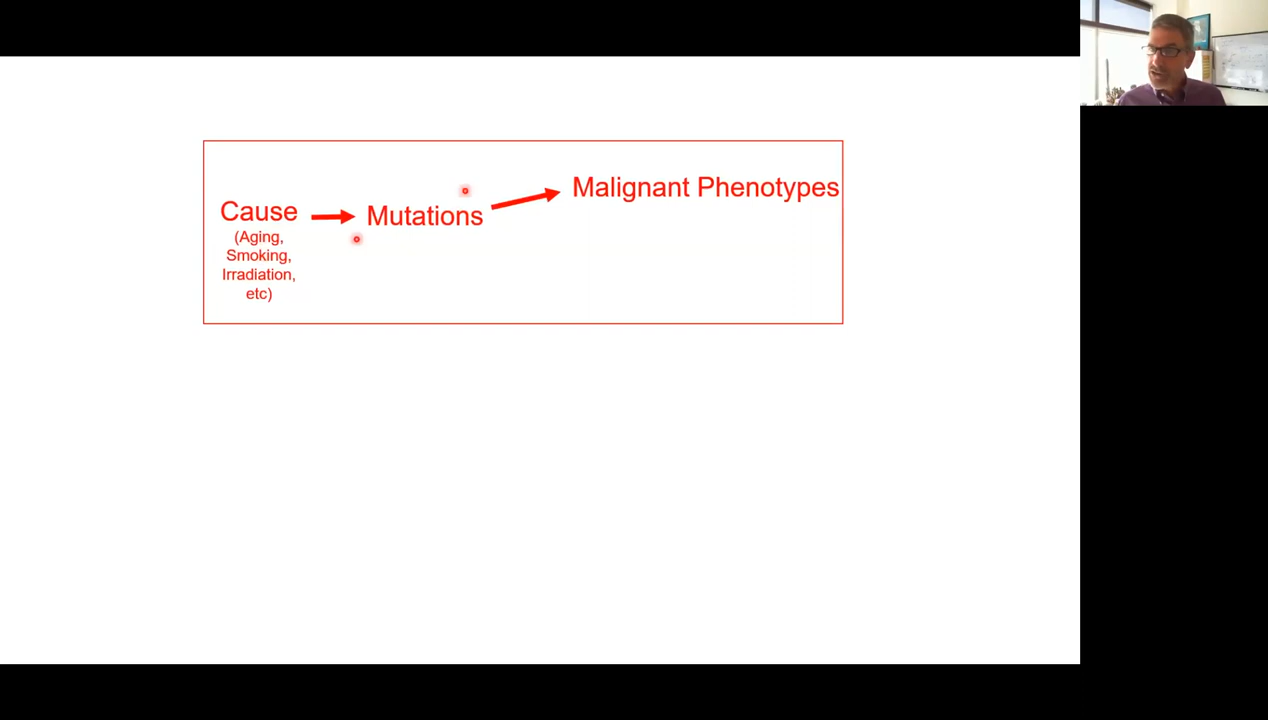 Malignant Phenotypes
Cause
Mutations
(Aging,
Smoking,
Irradiation,
etc)